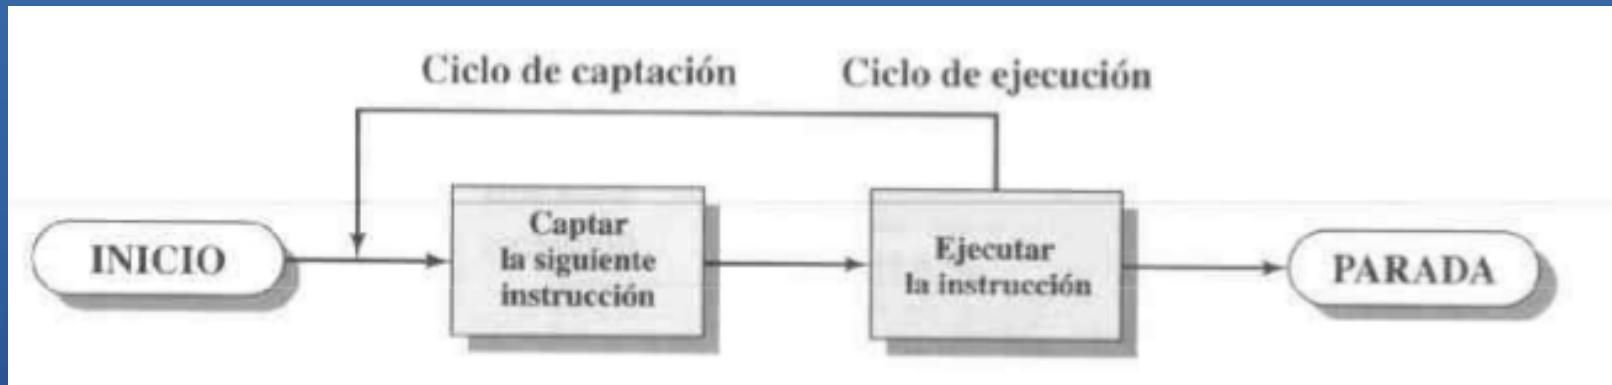 Ciclo de captación
Ciclo de ejecución
INICIO
Captar
la siguiente
instrucción
Ejecutar
la instrucción
PARADA